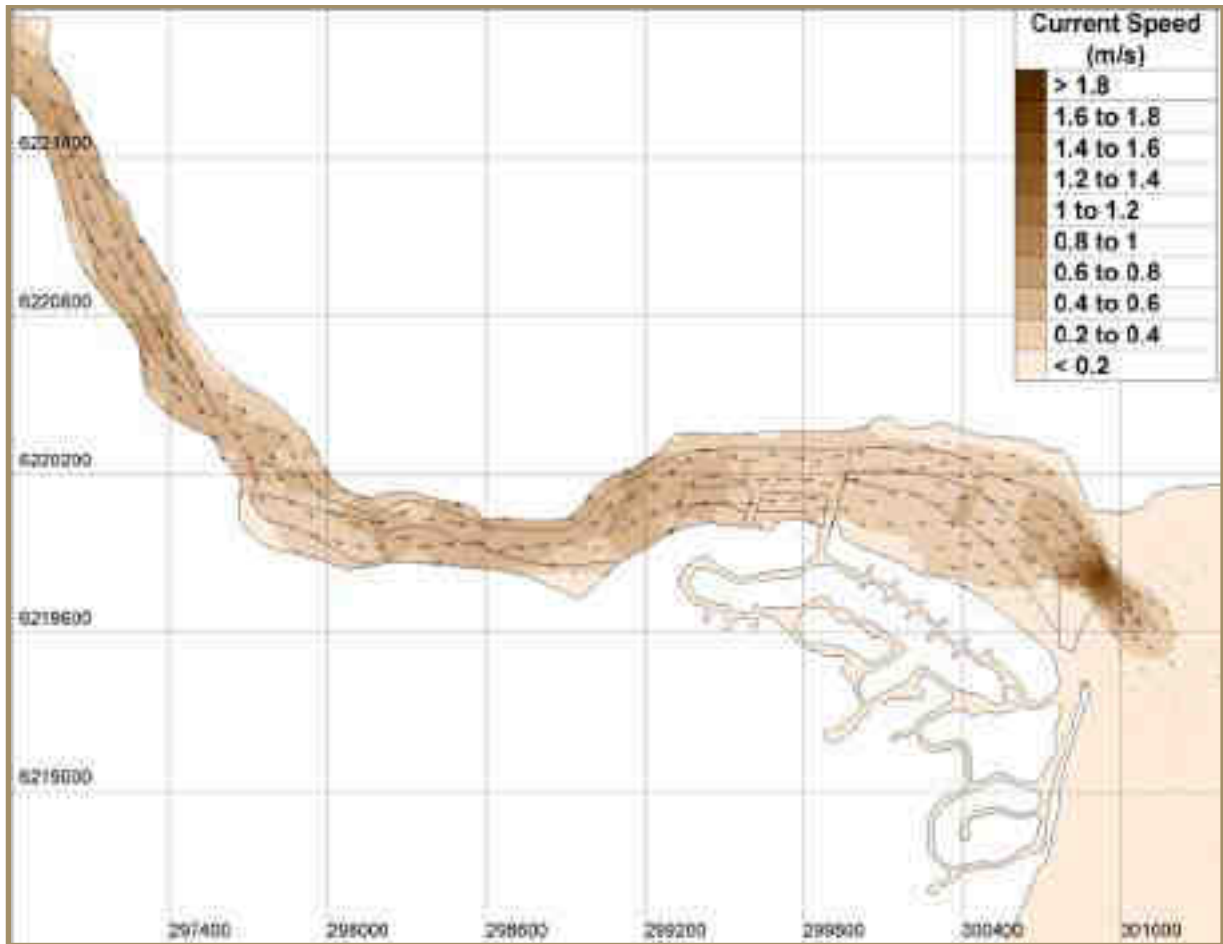 Current Speed
(m/s)
> 1.8
1.6 to 1.8
1.4 to 1.6
1.2 to 1.4
1 to 1.2
0.8 to 1
0.6 to 0.8
0.4 to 0.6
0.2 to 0.4
< 0.2
6221400
6220800
6220200
6219600
6219000
297400 298000 298600 299200 299800 300400 301000